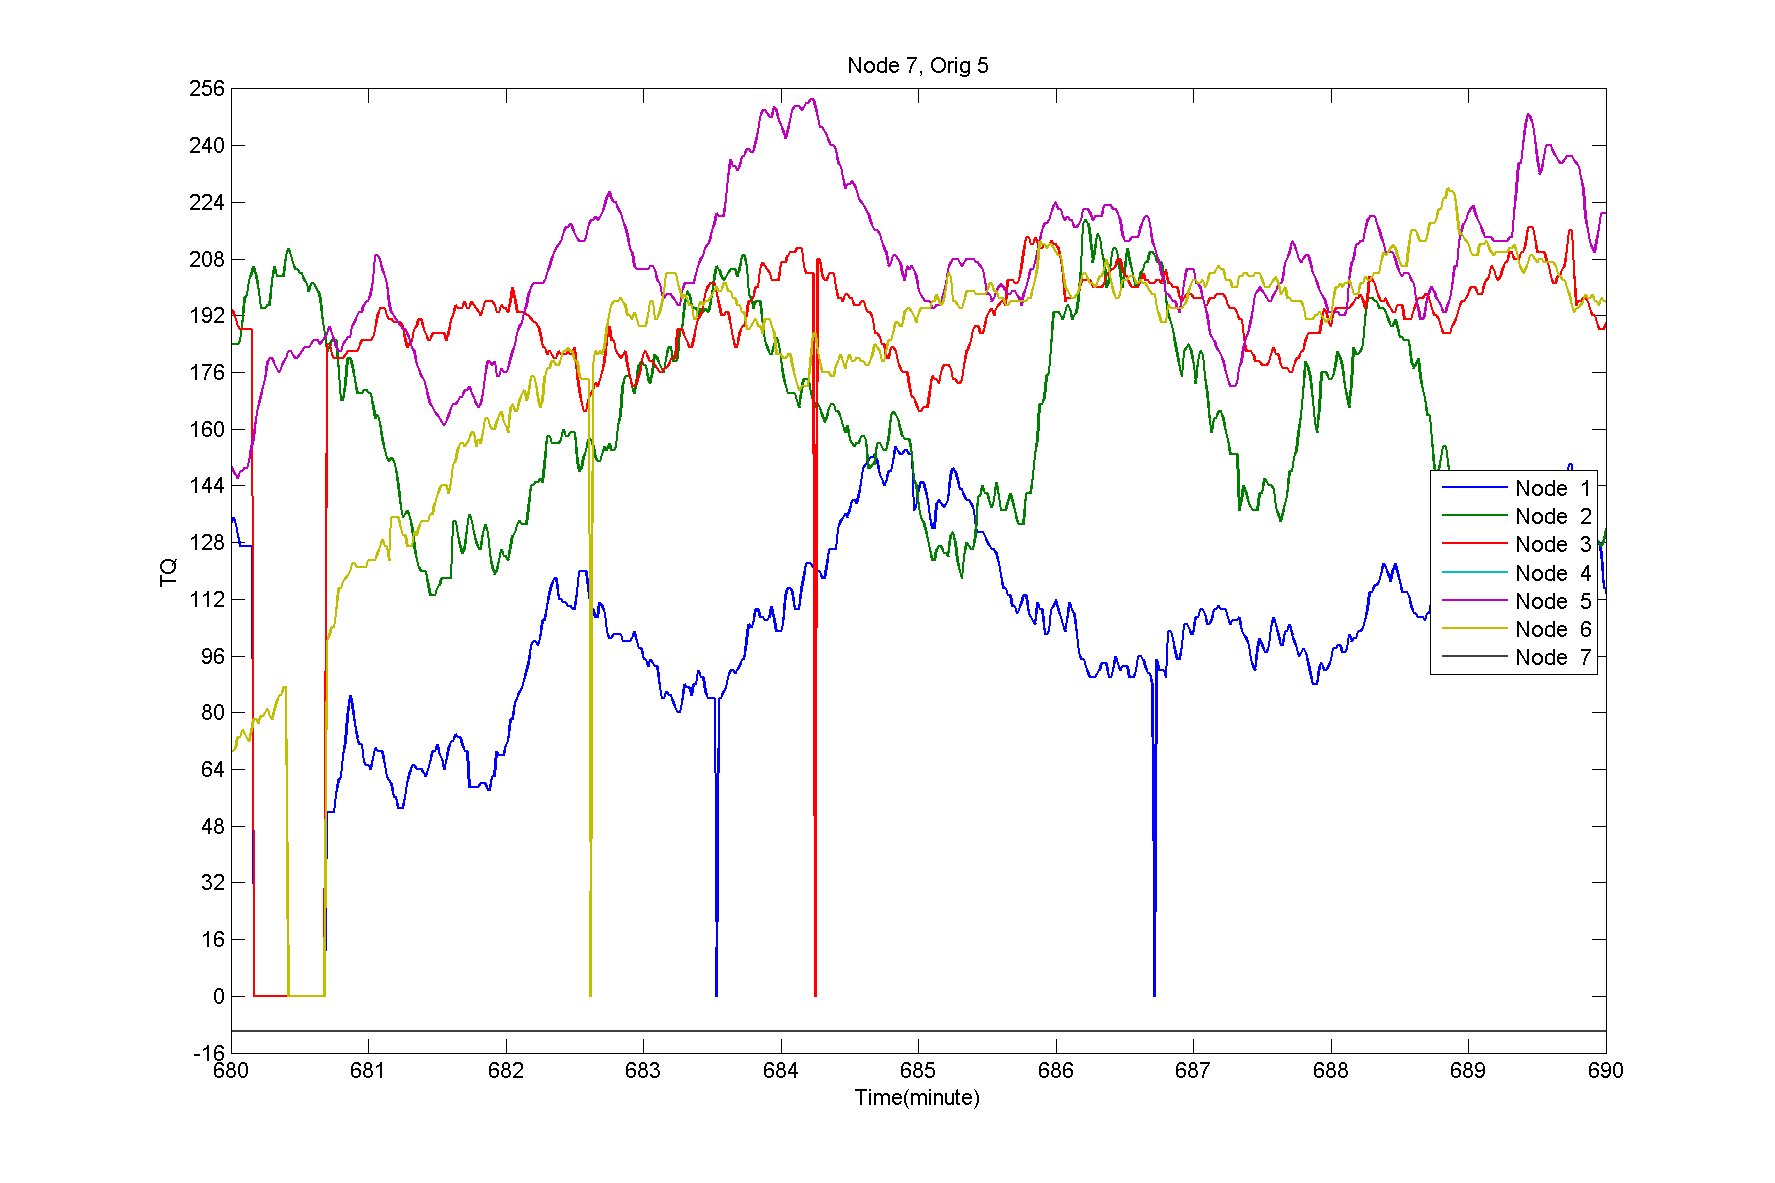 Node 7, Orig 5
256
240
224
208
192
176
160
144
128
112
96
80
64
48
32
16
0
-16
TQ
Node 1
Node 2
Node 3
Node 4
Node 5
Node 6
Node 7
680 681 682 683 684 685 686 687 688 689 690
Time(minute)